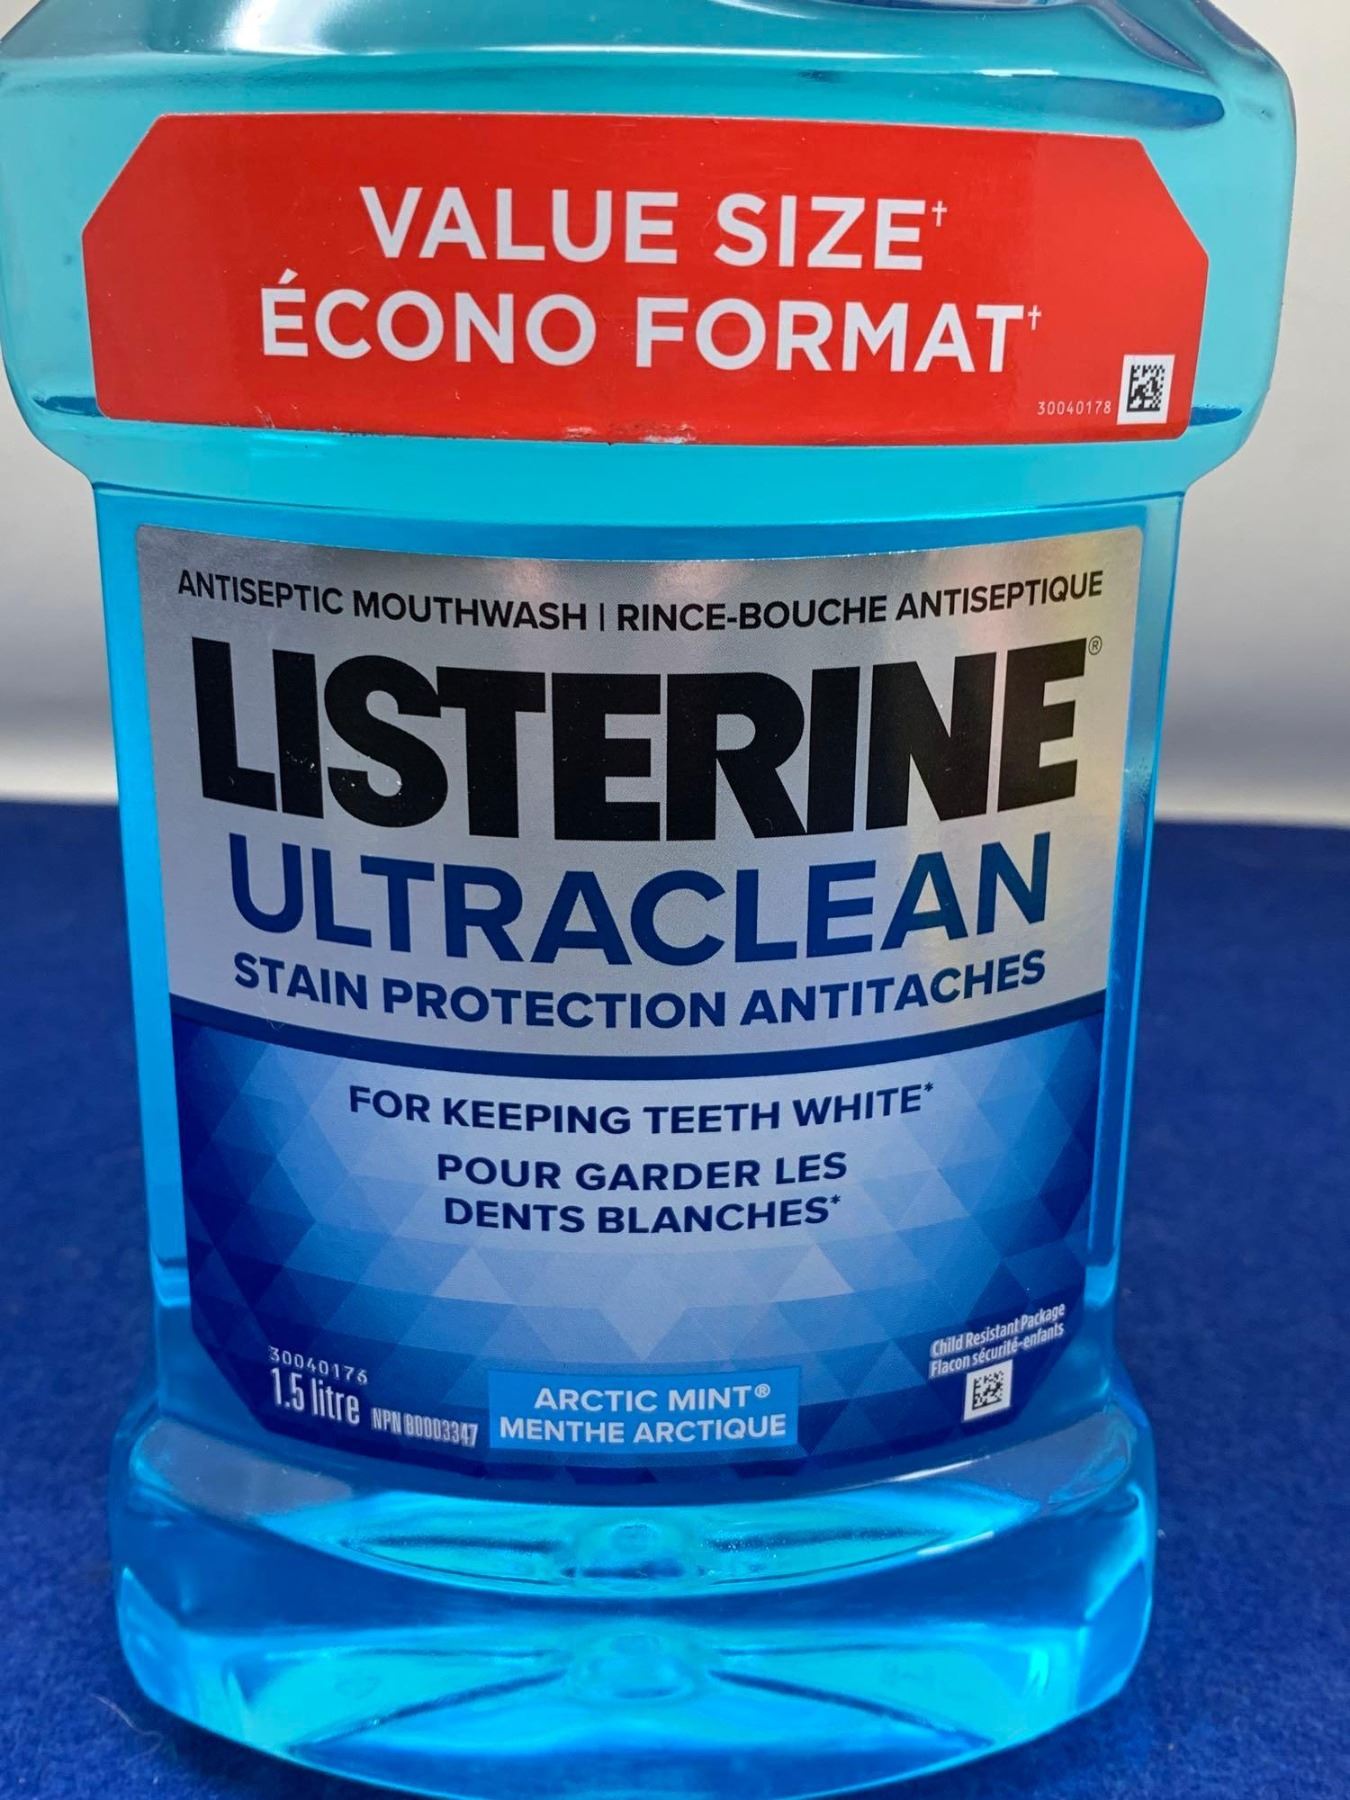 VALUE SIZE†
ÉCONO FORMAT†
30040178
ANTISEPTIC MOUTHWASH | RINCE-BOUCHE ANTISEPTIQUE
LISTERINE®
ULTRACLEAN
STAIN PROTECTION ANTITACHES
FOR KEEPING TEETH WHITE*
POUR GARDER LES
DENTS BLANCHES*
Child Resistant Package
Flacon sécurité-enfants
30040176
1.5 litre NPN 80003347
ARCTIC MINT®
MENTHE ARCTIQUE